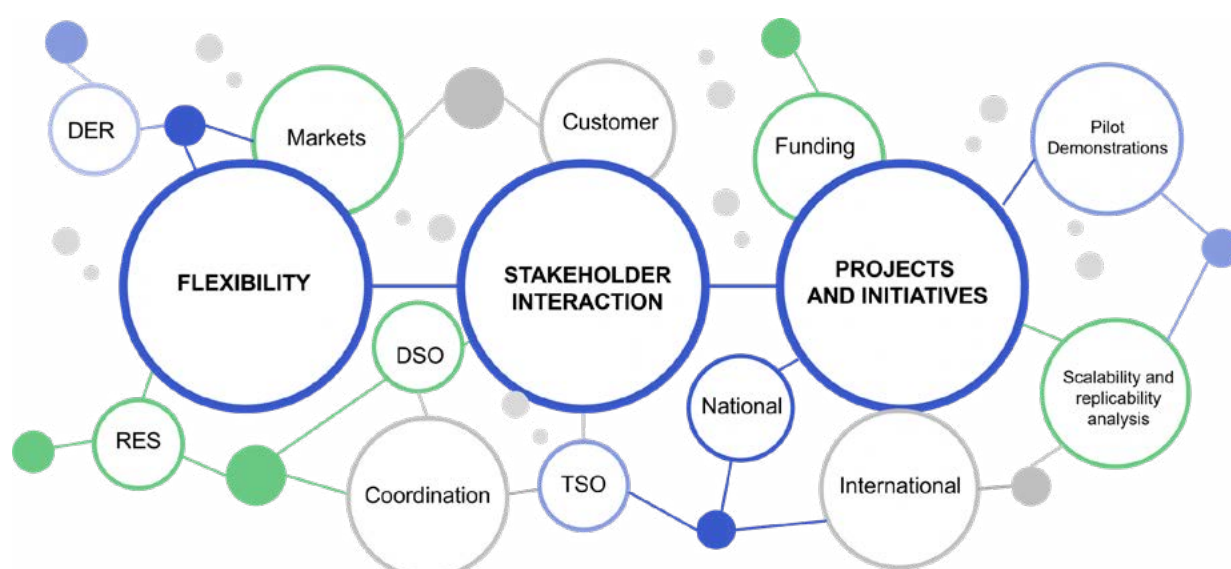 DER
Markets
Customer
Funding
Pilot
Demonstrations
FLEXIBILITY
STAKEHOLDER
INTERACTION
PROJECTS
AND INITIATIVES
DSO
RES
Coordination
TSO
National
International
Scalability and
replicability
analysis